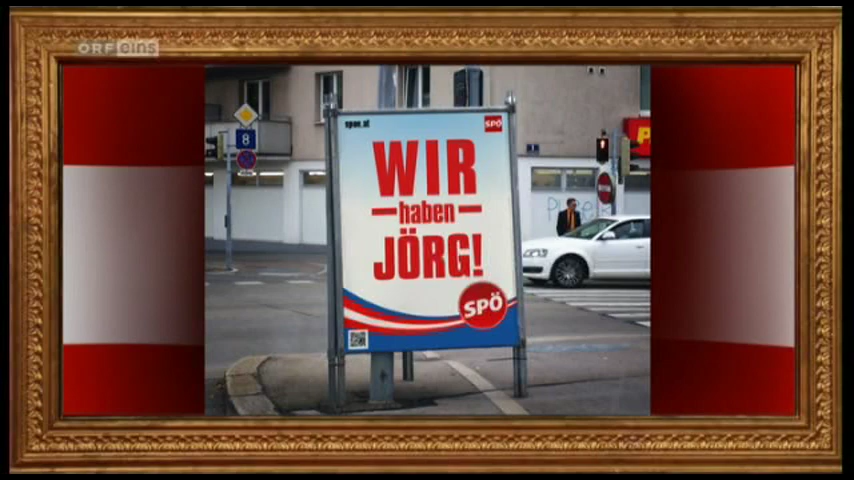 ORF eins
spoe.at
SPÖ
WIR
haben
JÖRG!
SPÖ
8